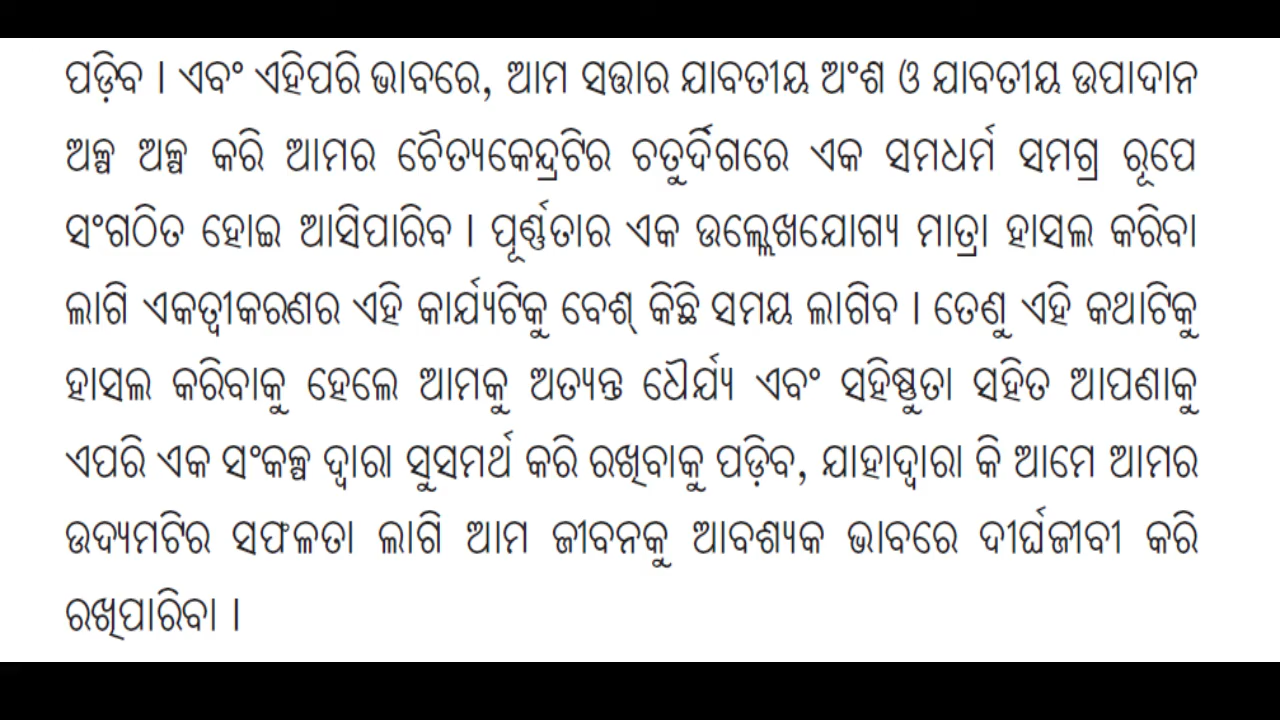 ପଡ଼ିବ । ଏବଂ ଏହିପରି ଭାବରେ, ଆମ ସତ୍ତାର ଯାବତୀୟ ଅଂଶ ଓ ଯାବତୀୟ ଉପାଦାନ
ଅଳ୍ପ ଅଳ୍ପ କରି ଆମର ଚୈତ୍ୟକେନ୍ଦ୍ରଟିର ଚତୁର୍ଦ୍ଦିଗରେ ଏକ ସମଧର୍ମ ସମଗ୍ର ରୂପେ
ସଂଗଠିତ ହୋଇ ଆସିପାରିବ । ପୂର୍ଣ୍ଣତାର ଏକ ଉଲ୍ଲେଖଯୋଗ୍ୟ ମାତ୍ରା ହାସଲ କରିବା
ଲାଗି ଏକତ୍ୱୀକରଣର ଏହି କାର୍ଯ୍ୟଟିକୁ ବେଶ୍ କିଛି ସମୟ ଲାଗିବ । ତେଣୁ ଏହି କଥାଟିକୁ
ହାସଲ କରିବାକୁ ହେଲେ ଆମକୁ ଅତ୍ୟନ୍ତ ଧୈର୍ଯ୍ୟ ଏବଂ ସହିଷ୍ଣୁତା ସହିତ ଆପଣାକୁ
ଏପରି ଏକ ସଂକଳ୍ପ ଦ୍ୱାରା ସୁସମର୍ଥ କରି ରଖିବାକୁ ପଡ଼ିବ, ଯାହାଦ୍ୱାରା କି ଆମେ ଆମର
ଉଦ୍ୟମଟିର ସଫଳତା ଲାଗି ଆମ ଜୀବନକୁ ଆବଶ୍ୟକ ଭାବରେ ଦୀର୍ଘଜୀବୀ କରି
ରଖିପାରିବା ।